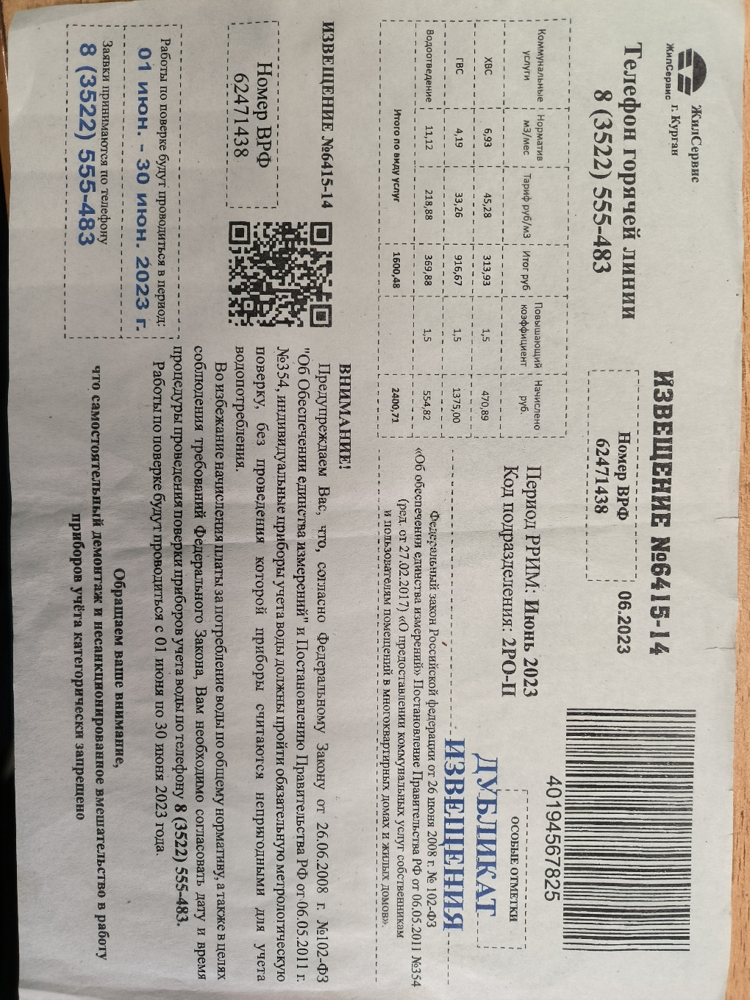 ЖилСервис
г. Курган
ЖилСервис
Телефон горячей линии
8 (3522) 555-483
ИЗВЕЩЕНИЕ №6415-14
Номер ВРФ
62471438
06.2023
40194567825
Коммунальные услуги
Норматив м3/мес
Тариф руб/м3
Итог руб
Повышающий коэффициент
Начислено руб.
ХВС 6,93 45,28 313,93 1,5 470,89
ГВС 4,19 33,26 916,67 1,5 1375,00
Водоотведение 11,12 218,88 369,88 1,5 554,82
Итого по виду услуг 1600,48 2400,71
Период РРИМ: Июнь 2023
Код подразделения: 2РО-П
ОСОБЫЕ ОТМЕТКИ
ДУБЛИКАТ
ИЗВЕЩЕНИЯ
Федеральный закон Российской федерации от 26 июня 2008 г. № 102-ФЗ
«Об обеспечении единства измерений» Постановление Правительства РФ от 06.05.2011 №354
(ред. от 27.02.2017) «О предоставлении коммунальных услуг собственникам
и пользователям помещений в многоквартирных домах и жилых домов».
ИЗВЕЩЕНИЕ №6415-14
Номер ВРФ
62471438
Работы по поверке будут проводиться в период:
01 июн. - 30 июн. 2023 г.
Заявки принимаются по телефону
8 (3522) 555-483
ВНИМАНИЕ!
Предупреждаем Вас, что, согласно Федеральному Закону от 26.06.2008 г. №102-ФЗ
"Об Обеспечении единства измерений" и Постановлению Правительства РФ от 06.05.2011 г.
№354, индивидуальные приборы учета воды должны пройти обязательную метрологическую
поверку, без проведения которой приборы считаются непригодными для учета
водопотребления.
Во избежание начисления платы за потребление воды по общему нормативу, а также в целях
соблюдения требований Федерального Закона, Вам необходимо согласовать дату и время
процедуры проведения поверки приборов учета воды по телефону 8 (3522) 555-483.
Работы по поверке будут проводиться с 01 июня по 30 июня 2023 года.
Обращаем ваше внимание,
что самостоятельный демонтаж и несанкционированное вмешательство в работу
приборов учёта категорически запрещено